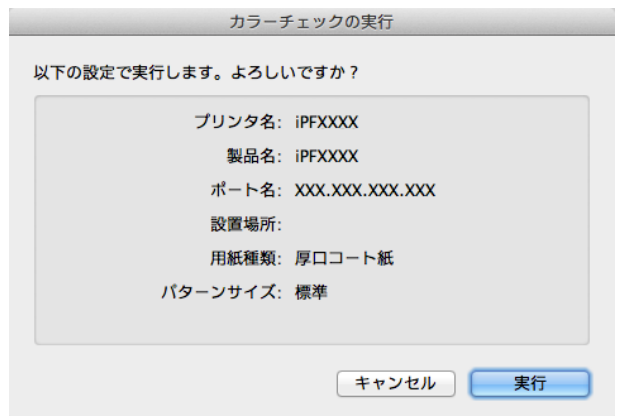 カラーチェックの実行
以下の設定で実行します。よろしいですか？
プリンタ名: iPFXXXX
製品名: iPFXXXX
ポート名: XXX.XXX.XXX.XXX
設置場所:
用紙種類: 厚口コート紙
パターンサイズ: 標準
キャンセル 実行